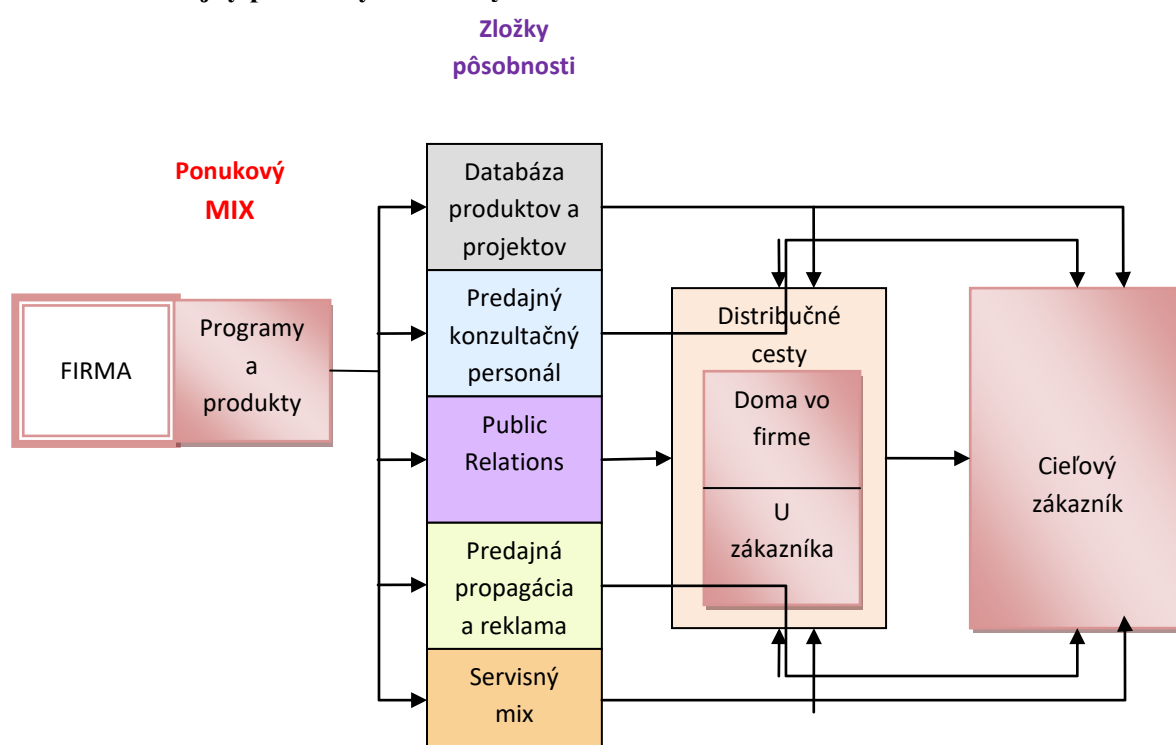 Zložky
pôsobnosti
Ponukový
MIX
FIRMA
Programy
a
produkty
Databáza
produktov a
projektov
Predajný
konzultačný
personál
Public
Relations
Predajná
propagácia
a reklama
Servisný
mix
Distribučné
cesty
Doma vo
firme
U
zákazníka
Cieľový
zákazník